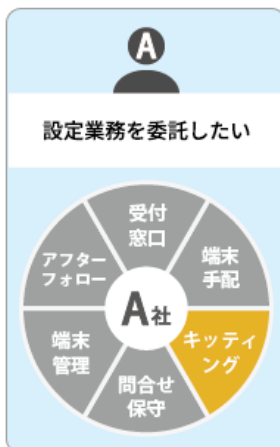 A
設定業務を委託したい
受付
窓口
端末
手配
キッティ
ング
問合せ
保守
端末
管理
アフター
フォロー
A社